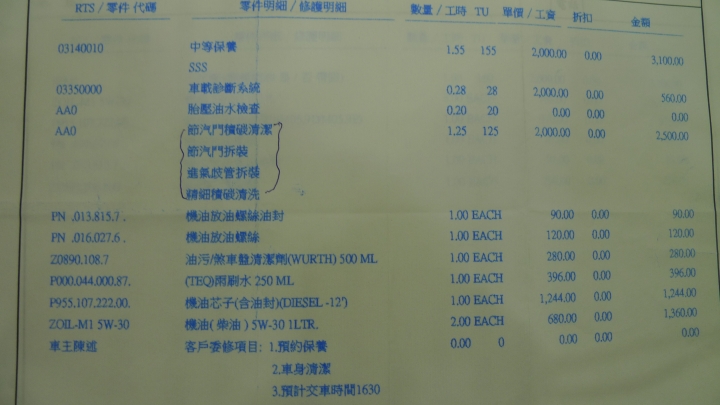 RTS / 零件 代碼 零件明細 / 修護明細 數量 / 工時 TU 單價 / 工資 折扣 金額
03140010 中等保養 1.55 155 2,000.00 0.00 3,100.00
SSS
03350000 車載診斷系統 0.28 28 2,000.00 0.00 560.00
AA0 胎壓油水檢查 0.20 20 0.00 0.00 0.00
AA0 節汽門積碳清潔 1.25 125 2,000.00 0.00 2,500.00
節汽門拆裝
進氣歧管拆裝
精細積碳清洗
PN .013.815.7 . 機油放油螺絲油封 1.00 EACH 90.00 0.00 90.00
PN .016.027.6 . 機油放油螺絲 1.00 EACH 120.00 0.00 120.00
Z0890.108.7 油污/煞車盤清潔劑(WURTH) 500 ML 1.00 EACH 280.00 0.00 280.00
P000.044.000.87. (TEQ)雨刷水 250 ML 1.00 EACH 396.00 0.00 396.00
P955.107.222.00. 機油芯子(含油封)(DIESEL -12') 1.00 EACH 1,244.00 0.00 1,244.00
ZOIL-M1 5W-30 機油( 柴油 ) 5W-30 1LTR. 2.00 EACH 680.00 0.00 1,360.00
車主陳述 客戶委修項目: 1.預約保養 0.00 0 0.00 0.00 0.00
2.車身清潔
3.預計交車時間1630